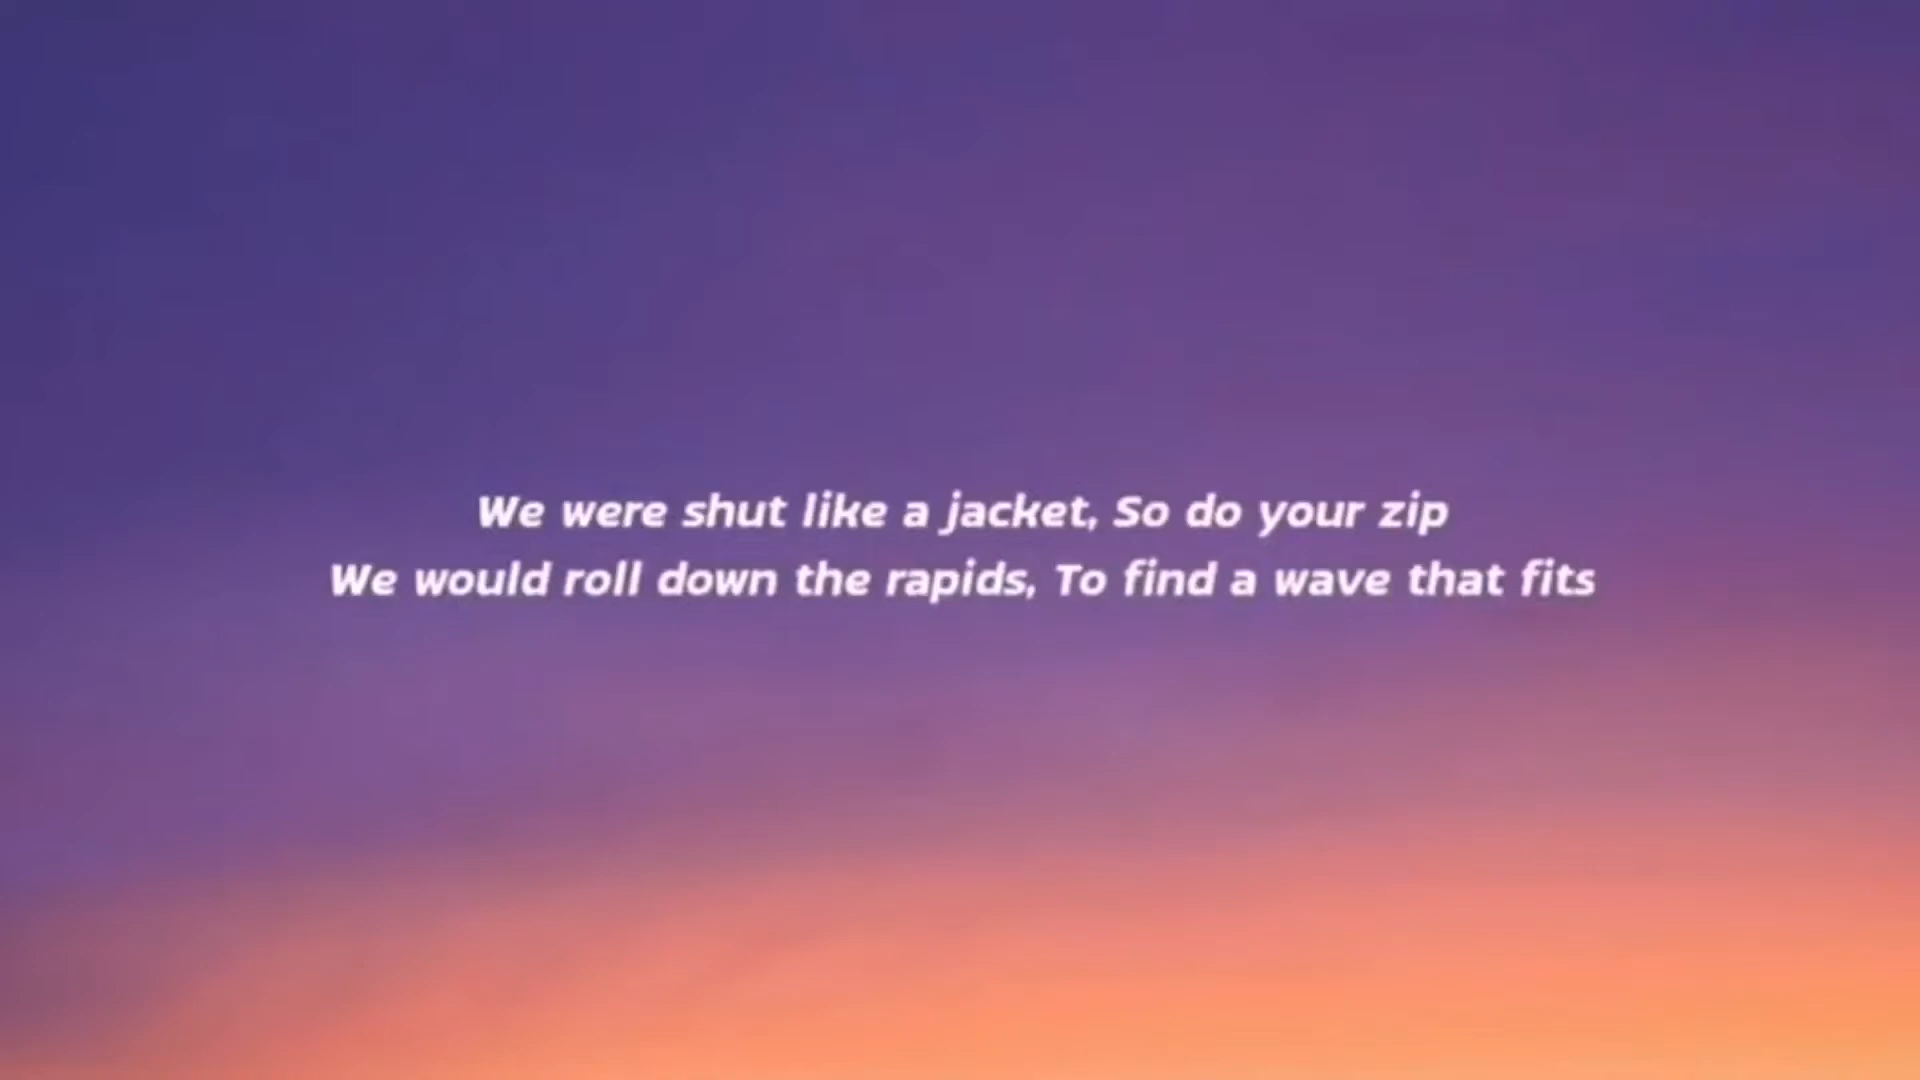 We were shut like a jacket, So do your zip
We would roll down the rapids, To find a wave that fits